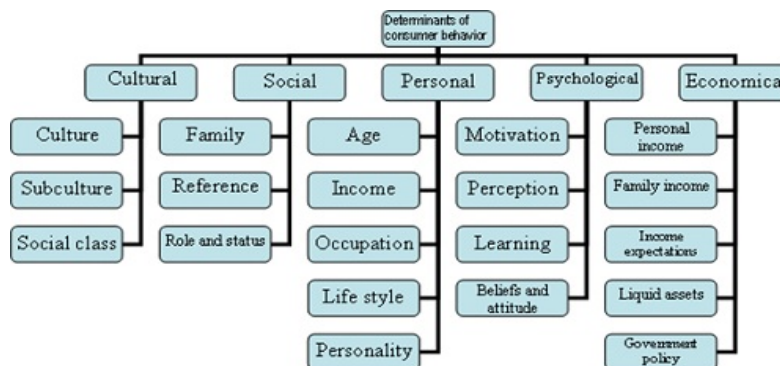 Determinants of
consumer behavior
Cultural
Social
Personal
Psychological
Economica
Culture
Family
Age
Motivation
Personal
income
Subculture
Reference
Income
Perception
Family income
Social class
Role and status
Occupation
Learning
Income
expectations
Life style
Beliefs and
attitude
Liquid assets
Personality
Government
policy